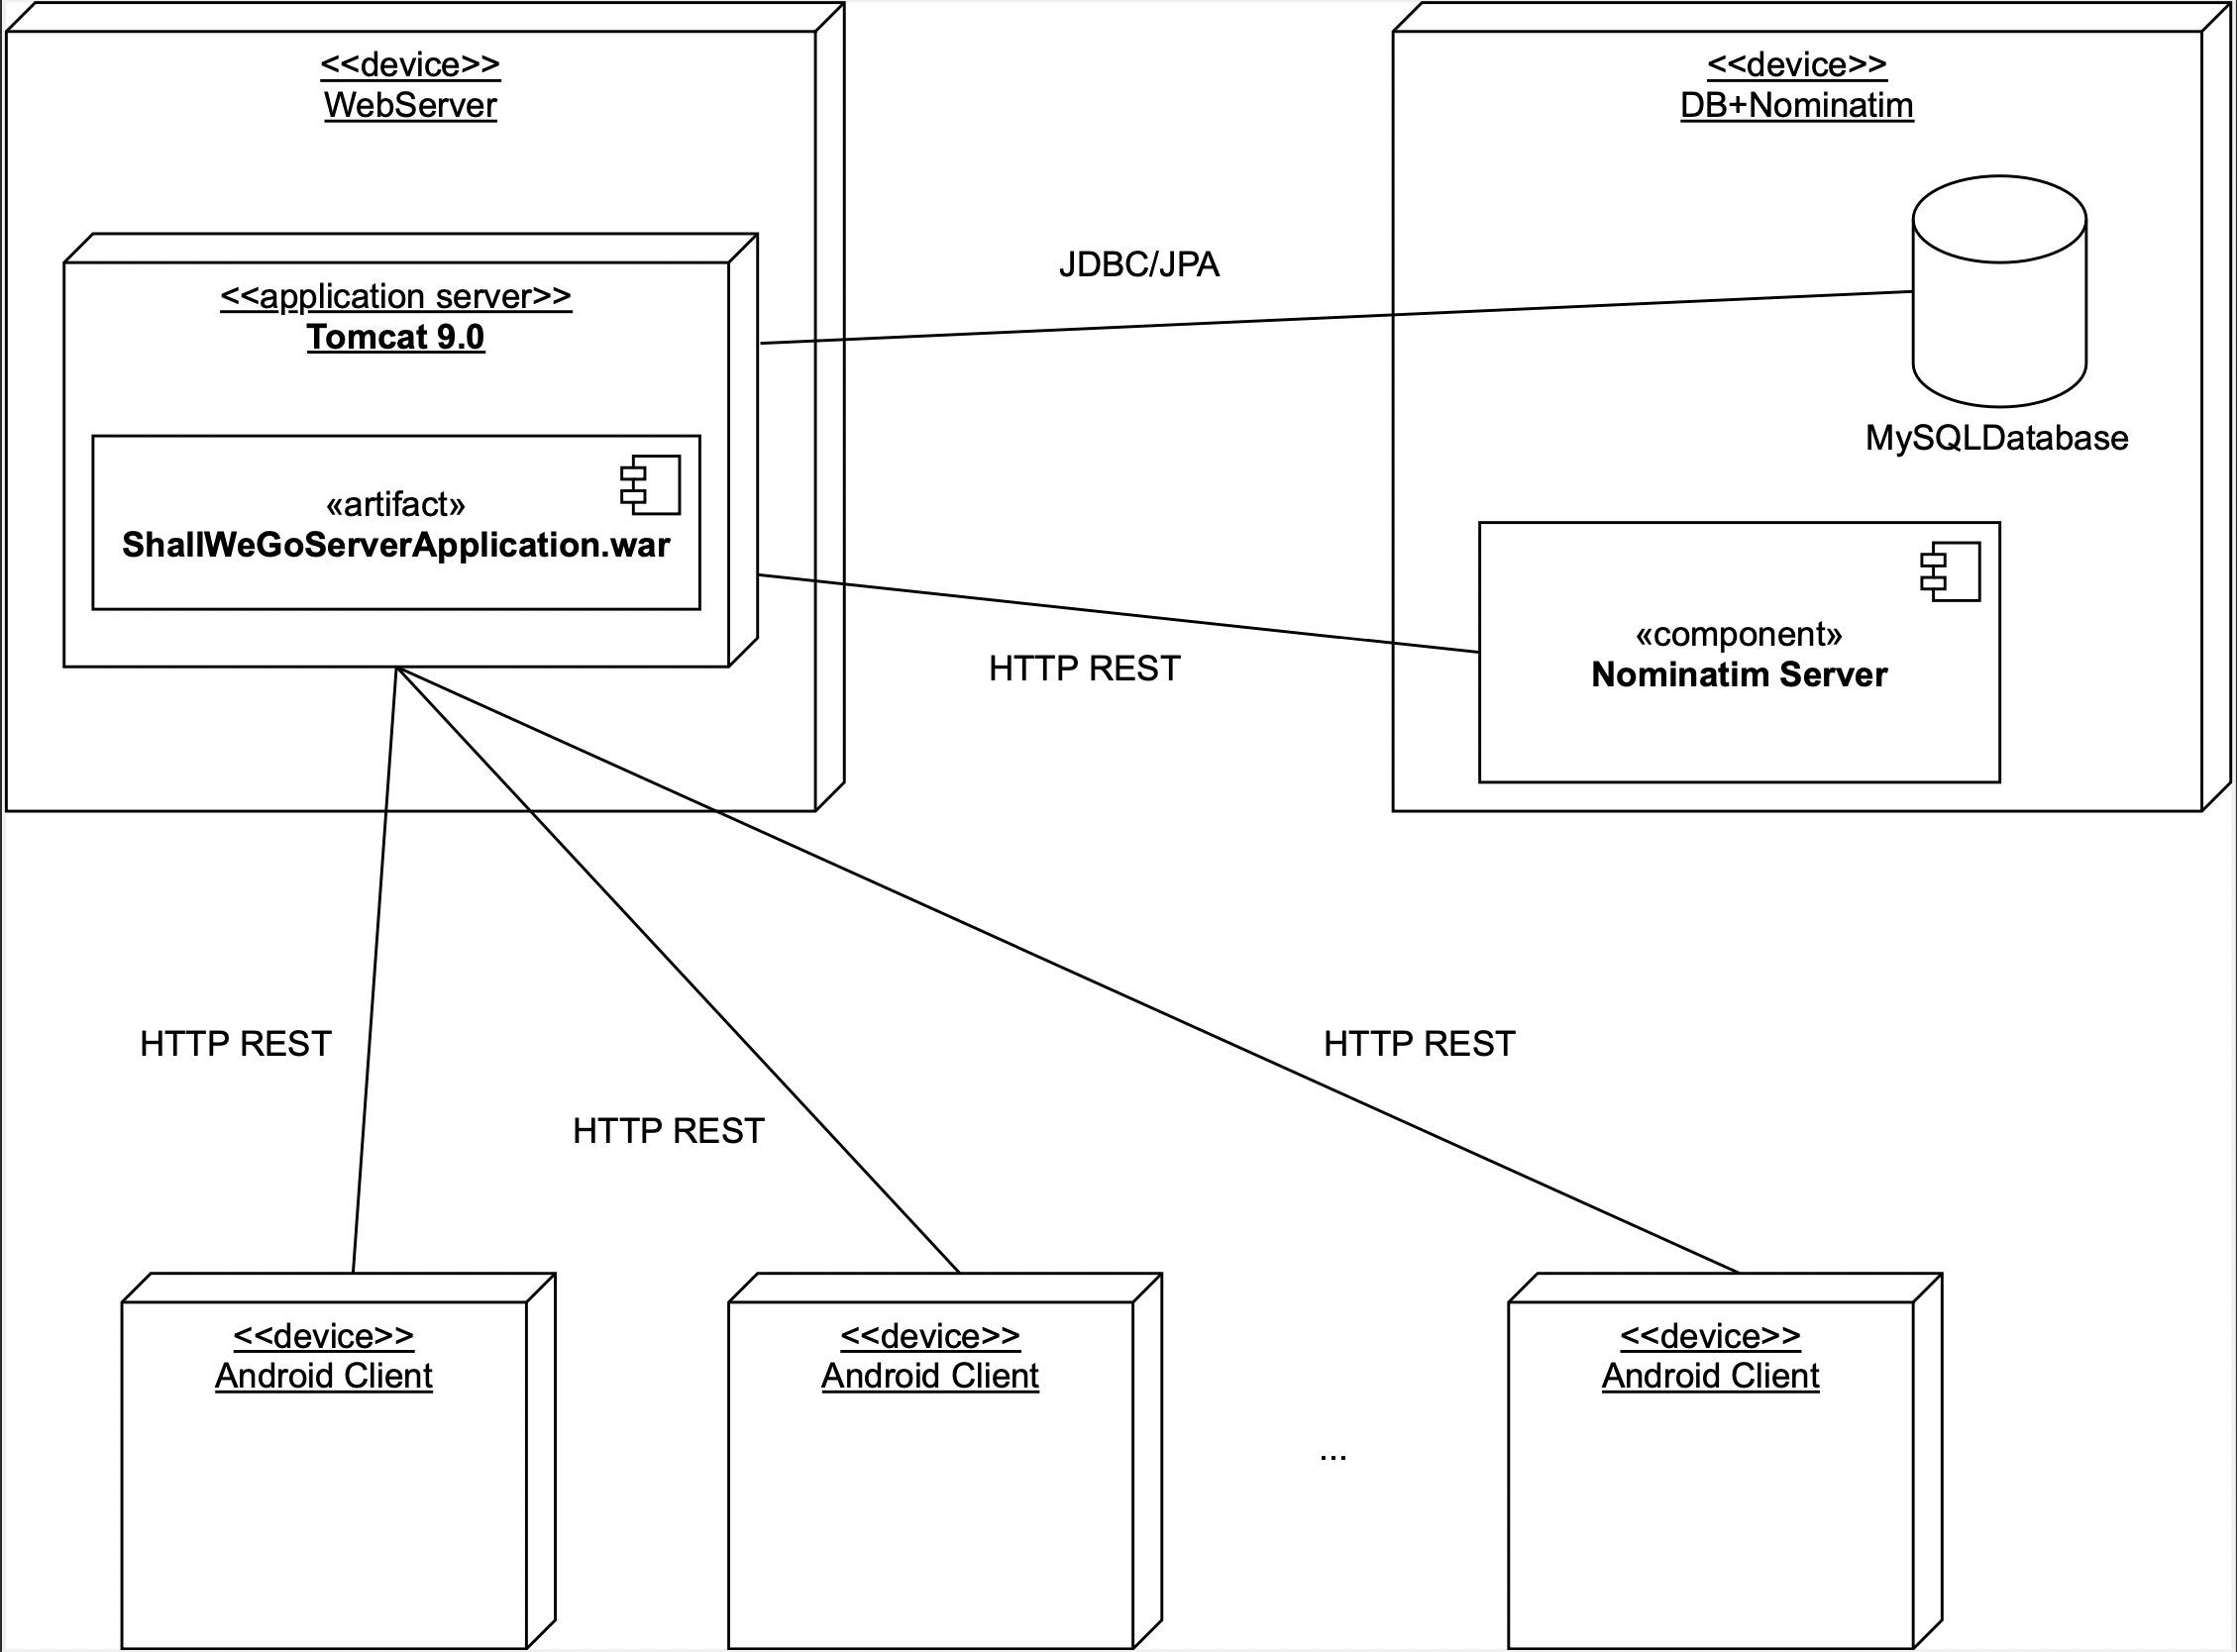 <<device>>
WebServer
<<application server>>
Tomcat 9.0
«artifact»
ShallWeGoServerApplication.war
JDBC/JPA
HTTP REST
<<device>>
DB+Nominatim
MySQLDatabase
«component»
Nominatim Server
HTTP REST
HTTP REST
HTTP REST
<<device>>
Android Client
<<device>>
Android Client
...
<<device>>
Android Client